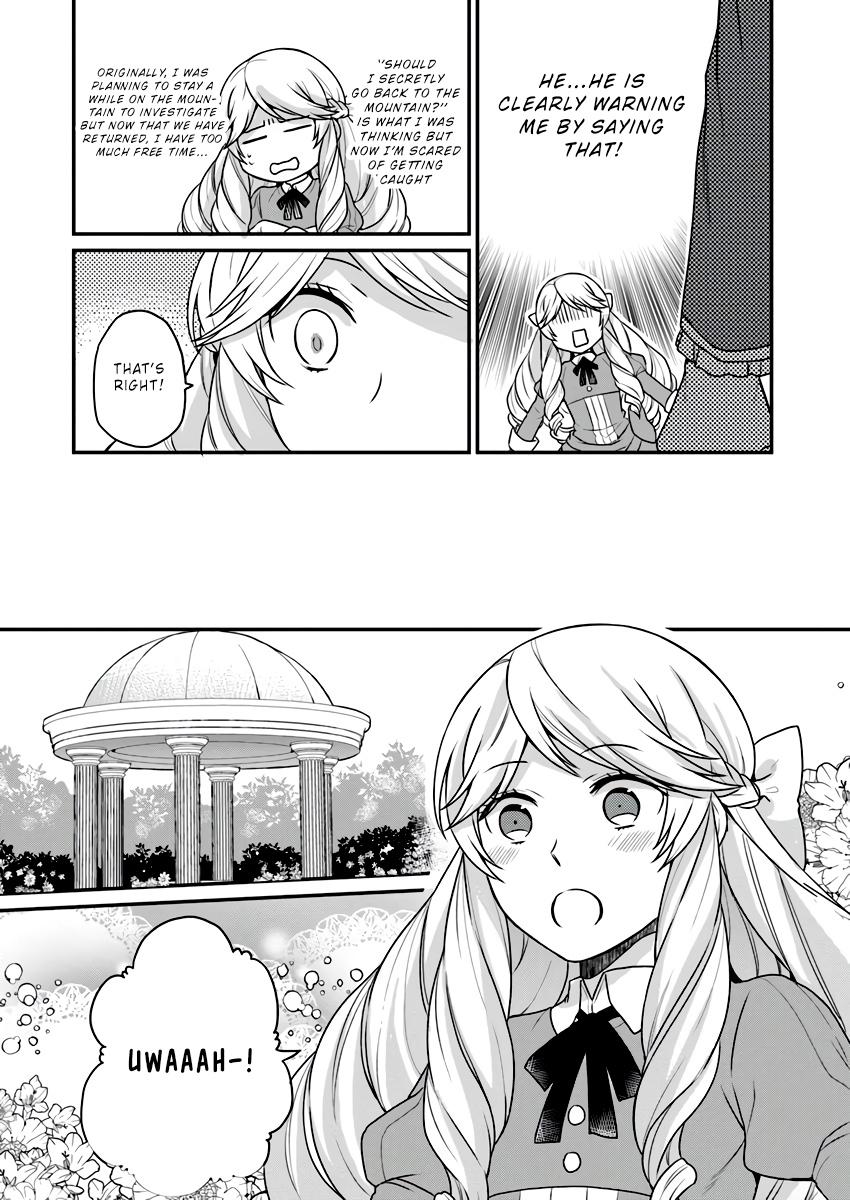 HE...HE IS
CLEARLY WARNING
ME BY SAYING
THAT!
"SHOULD
I SECRETLY
GO BACK TO THE
MOUNTAIN?"
IS WHAT I WAS
THINKING BUT
NOW I'M SCARED
OF GETTING
CAUGHT
ORIGINALLY, I WAS
PLANNING TO STAY A
WHILE ON THE MOUN-
TAIN TO INVESTIGATE
BUT NOW THAT WE HAVE
RETURNED, I HAVE TOO
MUCH FREE TIME...
THAT'S
RIGHT!
UWAAAH-!